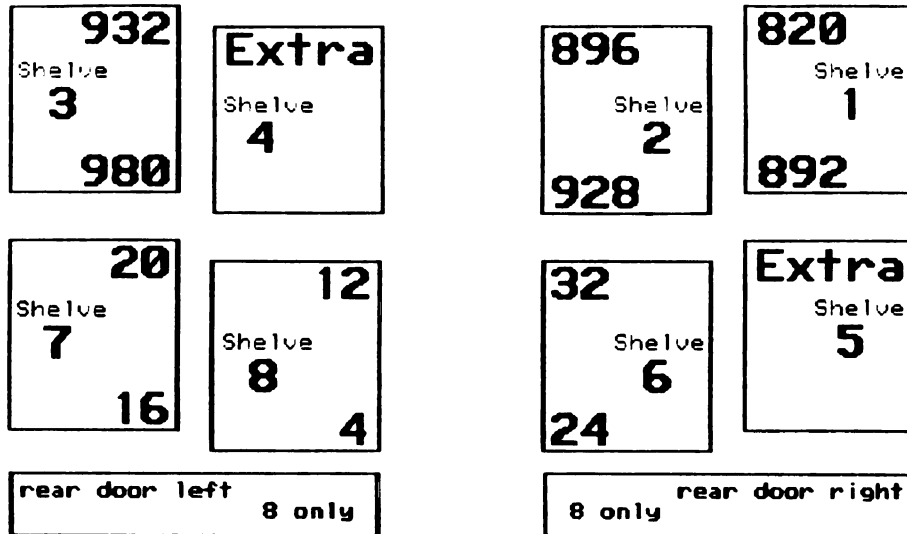 932
Shelve
3
980
Extra
Shelve
4
896
Shelve
2
928
820
Shelve
1
892
20
Shelve
7
16
12
Shelve
8
4
32
Shelve
6
24
Extra
Shelve
5
rear door left
8 only
rear door right
8 only